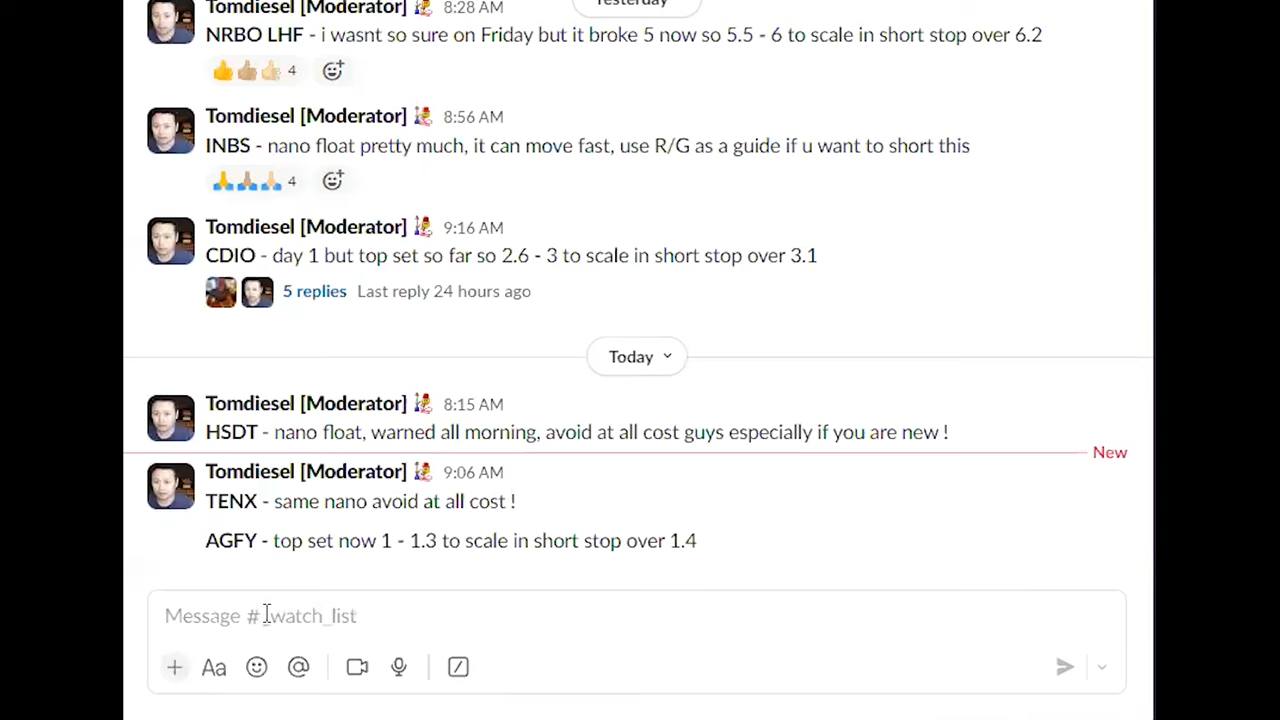 Yesterday
Tomdiesel [Moderator] 8:28 AM
NRBO LHF - i wasnt so sure on Friday but it broke 5 now so 5.5 - 6 to scale in short stop over 6.2
4
Tomdiesel [Moderator] 8:56 AM
INBS - nano float pretty much, it can move fast, use R/G as a guide if u want to short this
4
Tomdiesel [Moderator] 9:16 AM
CDIO - day 1 but top set so far so 2.6 - 3 to scale in short stop over 3.1
5 replies Last reply 24 hours ago
Today
Tomdiesel [Moderator] 8:15 AM
HSDT - nano float, warned all morning, avoid at all cost guys especially if you are new !
New
Tomdiesel [Moderator] 9:06 AM
TENX - same nano avoid at all cost !
AGFY - top set now 1 - 1.3 to scale in short stop over 1.4
Message #_watch_list
Aa